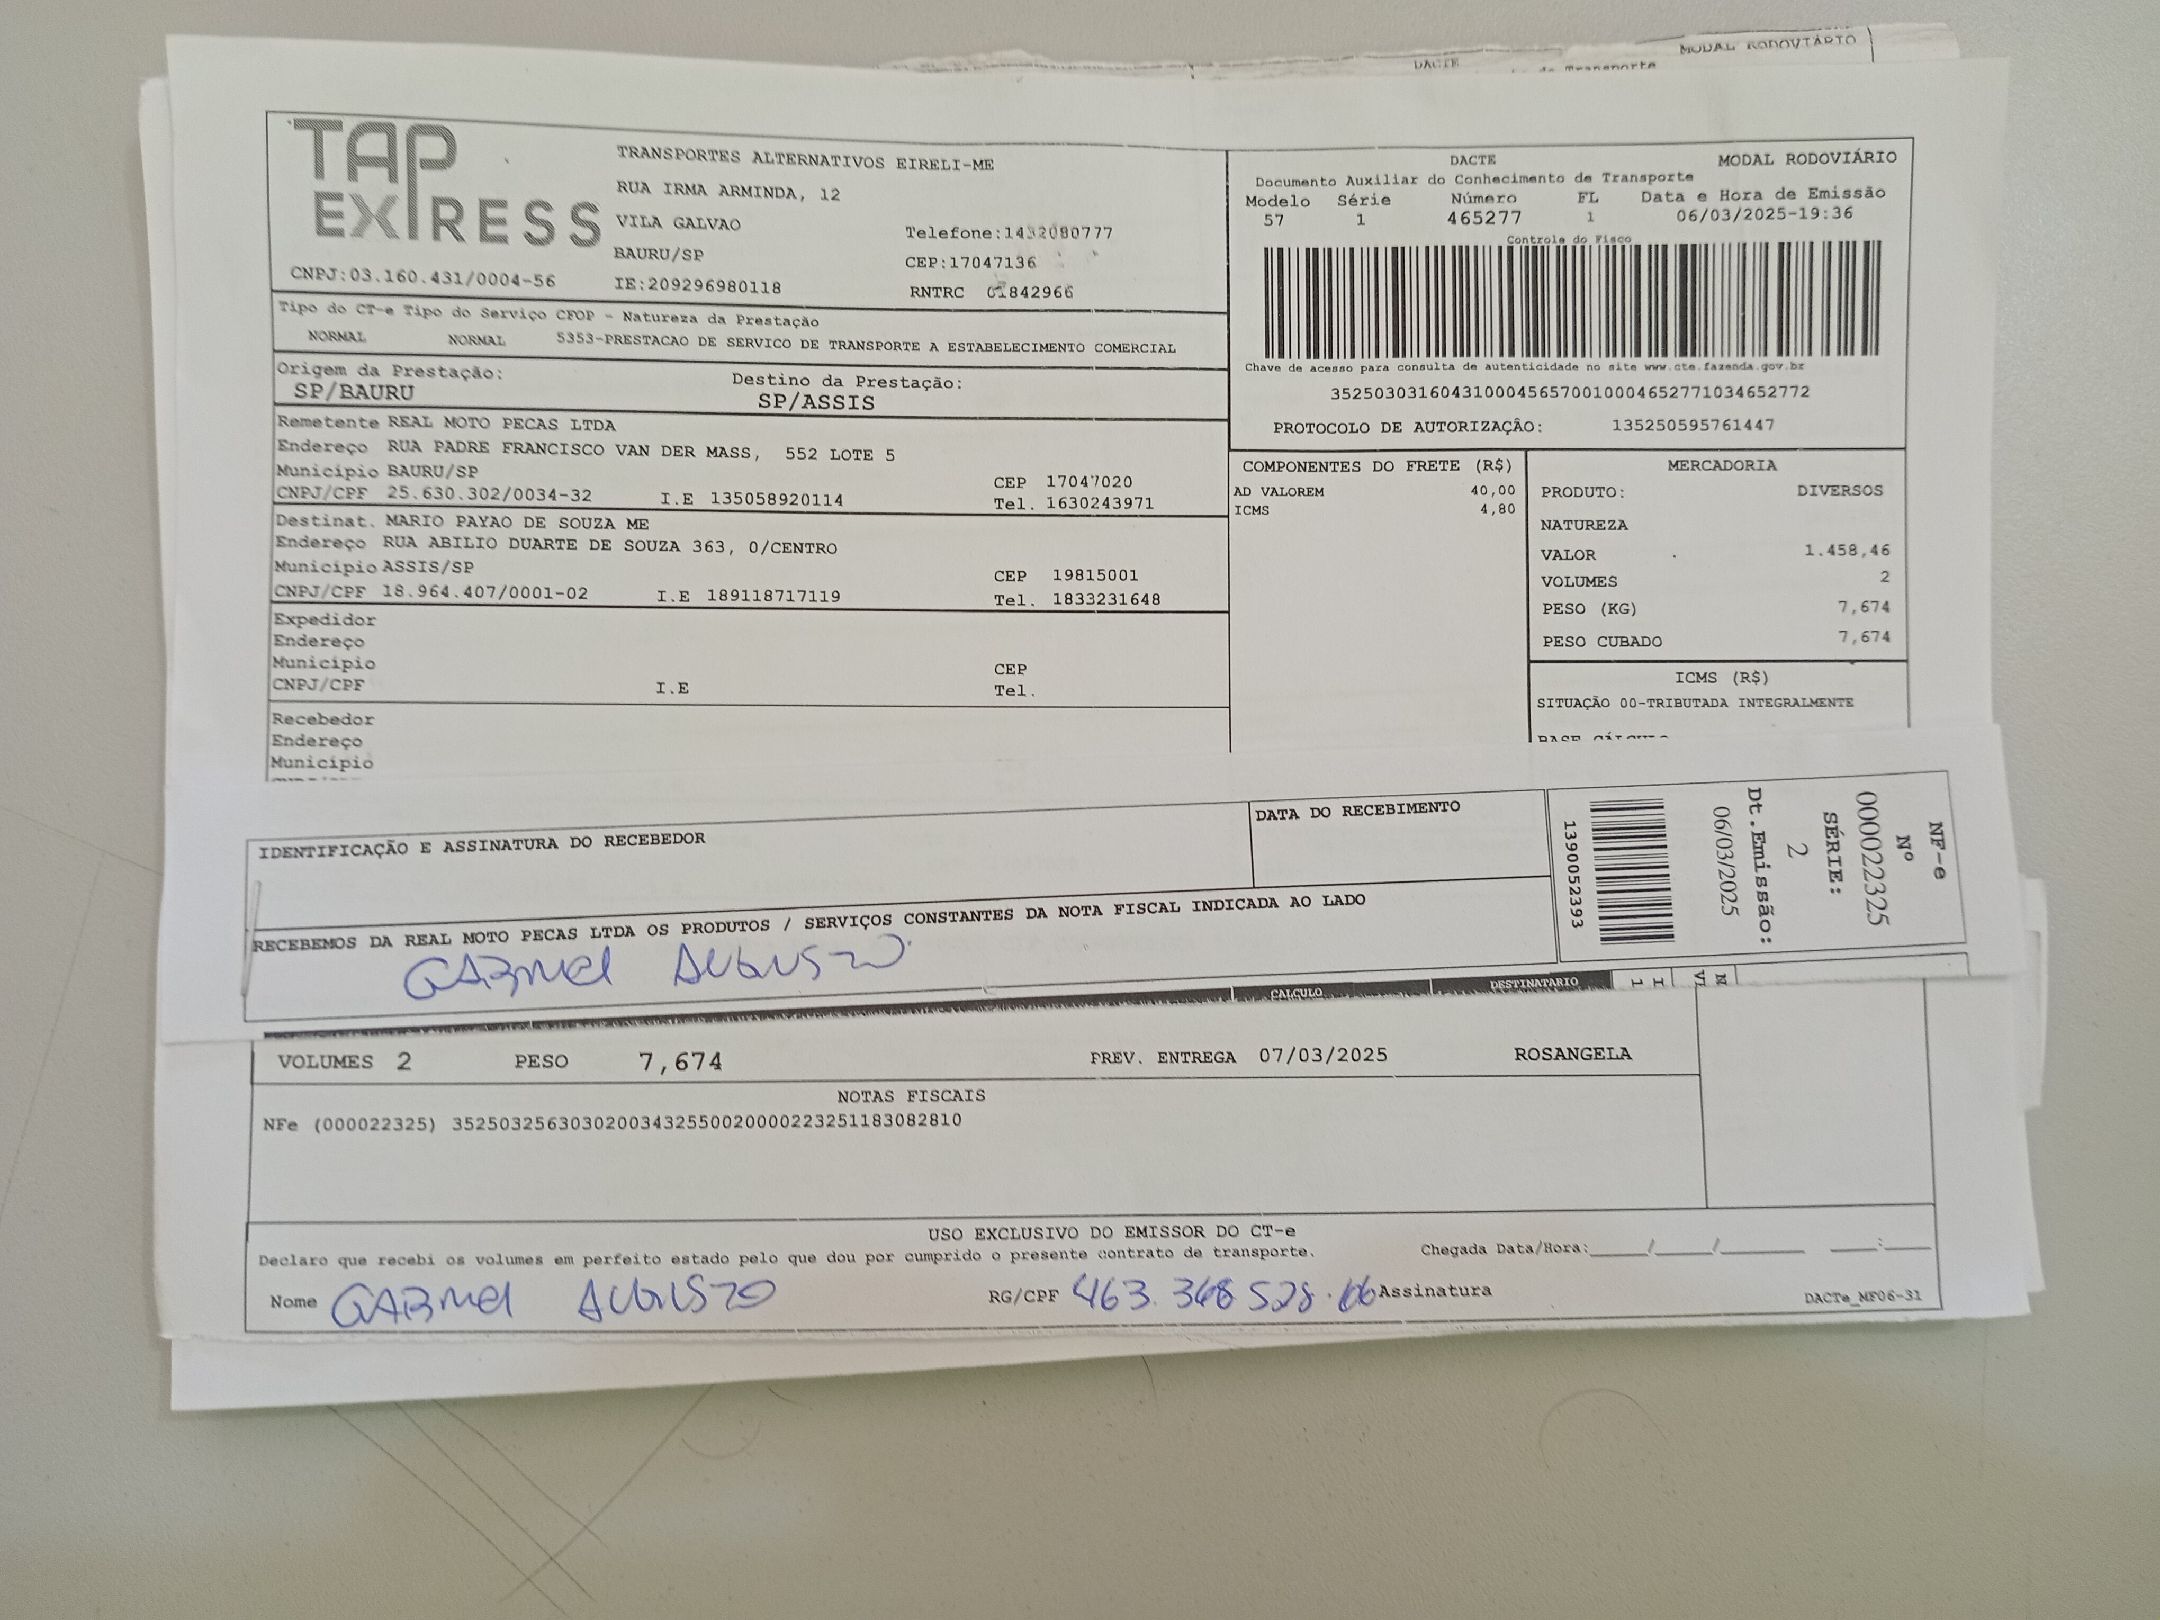 MODAL RODOVIÁRIO
DACTE
TAP EXPRESS
CNPJ:03.160.431/0004-56
TRANSPORTES ALTERNATIVOS EIRELI-ME
RUA IRMA ARMINDA, 12
VILA GALVAO
BAURU/SP
IE:209296980118
Telefone:1432080777
CEP:17047136
RNTRC 01842966
DACTE MODAL RODOVIÁRIO
Documento Auxiliar do Conhecimento de Transporte
Modelo Série Número FL Data e Hora de Emissão
57 1 465277 1 06/03/2025-19:36
Controle do Fisco
Chave de acesso para consulta de autenticidade no site www.cte.fazenda.gov.br
35250303160431000456570010004652771034652772
PROTOCOLO DE AUTORIZAÇÃO: 135250595761447
Tipo do CT-e Tipo do Serviço CFOP - Natureza da Prestação
NORMAL NORMAL 5353-PRESTACAO DE SERVICO DE TRANSPORTE A ESTABELECIMENTO COMERCIAL
Origem da Prestação: Destino da Prestação:
SP/BAURU SP/ASSIS
Remetente REAL MOTO PECAS LTDA
Endereço RUA PADRE FRANCISCO VAN DER MASS, 552 LOTE 5
Município BAURU/SP CEP 17047020
CNPJ/CPF 25.630.302/0034-32 I.E 135058920114 Tel. 1630243971
Destinat. MARIO PAYAO DE SOUZA ME
Endereço RUA ABILIO DUARTE DE SOUZA 363, 0/CENTRO
Município ASSIS/SP CEP 19815001
CNPJ/CPF 18.964.407/0001-02 I.E 189118717119 Tel. 1833231648
Expedidor
Endereço
Município CEP
CNPJ/CPF I.E Tel.
Recebedor
Endereço
Município
COMPONENTES DO FRETE (R$)
AD VALOREM 40,00
ICMS 4,80
MERCADORIA
PRODUTO: DIVERSOS
NATUREZA
VALOR 1.458,46
VOLUMES 2
PESO (KG) 7,674
PESO CUBADO 7,674
ICMS (R$)
SITUAÇÃO 00-TRIBUTADA INTEGRALMENTE
IDENTIFICAÇÃO E ASSINATURA DO RECEBEDOR
DATA DO RECEBIMENTO
RECEBEMOS DA REAL MOTO PECAS LTDA OS PRODUTOS / SERVIÇOS CONSTANTES DA NOTA FISCAL INDICADA AO LADO
GABRIEL AUGUSTO
NF-e
Nº
000022325
SÉRIE:
2
Dt.Emissão:
06/03/2025
1390052393
CALCULO DESTINATARIO
VOLUMES 2 PESO 7,674 PREV. ENTREGA 07/03/2025 ROSANGELA
NOTAS FISCAIS
NFe (000022325) 35250325630302003432550020000223251183082810
USO EXCLUSIVO DO EMISSOR DO CT-e
Declaro que recebi os volumes em perfeito estado pelo que dou por cumprido o presente contrato de transporte. Chegada Data/Hora:____/____/____ __:__
Nome GABRIEL AUGUSTO RG/CPF 463.368 528. Assinatura
DACTe_MF06-31